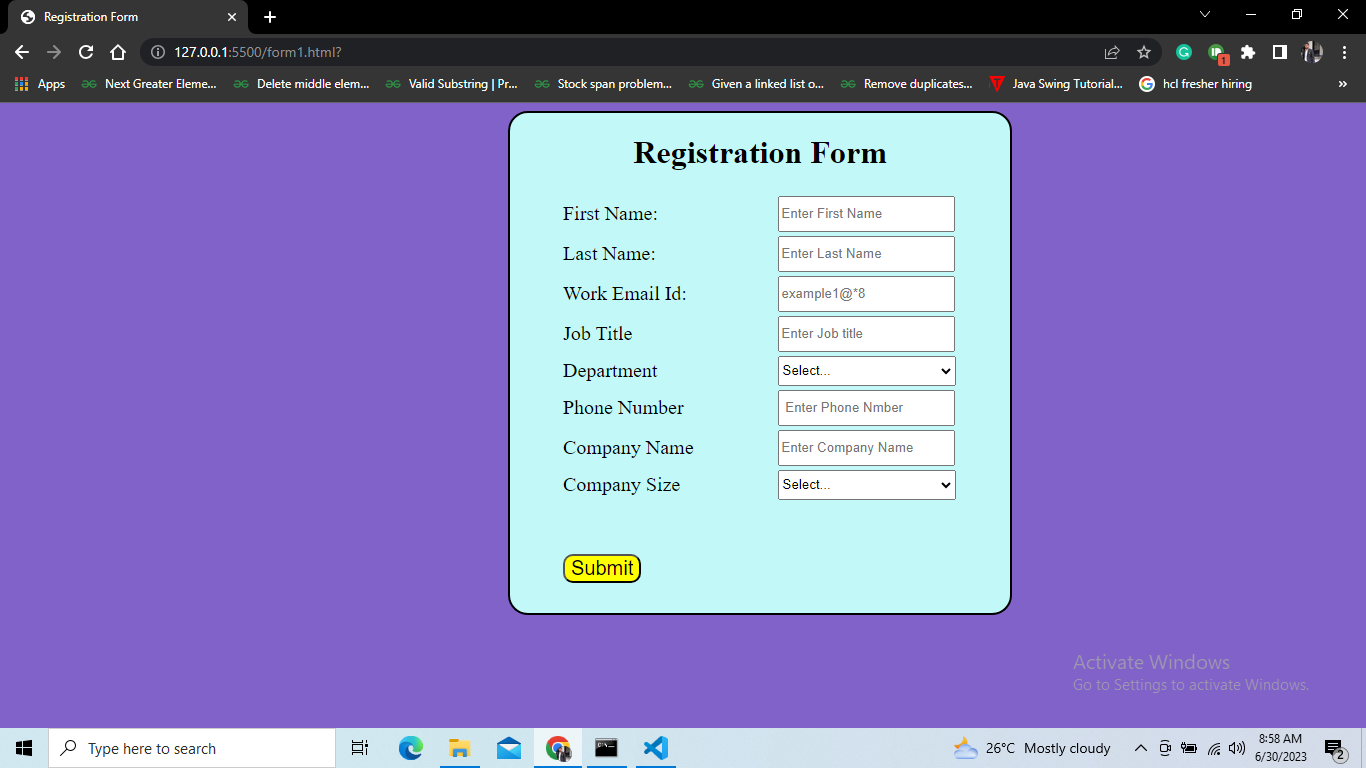 Registration Form
127.0.0.1:5500/form1.html?
1
Apps Next Greater Eleme... Delete middle elem... Valid Substring | Pr... Stock span problem... Given a linked list o... Remove duplicates... Java Swing Tutorial... hcl fresher hiring »
Registration Form
First Name: Enter First Name
Last Name: Enter Last Name
Work Email Id: example1@*8
Job Title Enter Job title
Department Select...
Phone Number Enter Phone Nmber
Company Name Enter Company Name
Company Size Select...
Submit
Activate Windows
Go to Settings to activate Windows.
Type here to search
26°C Mostly cloudy
8:58 AM
6/30/2023
2